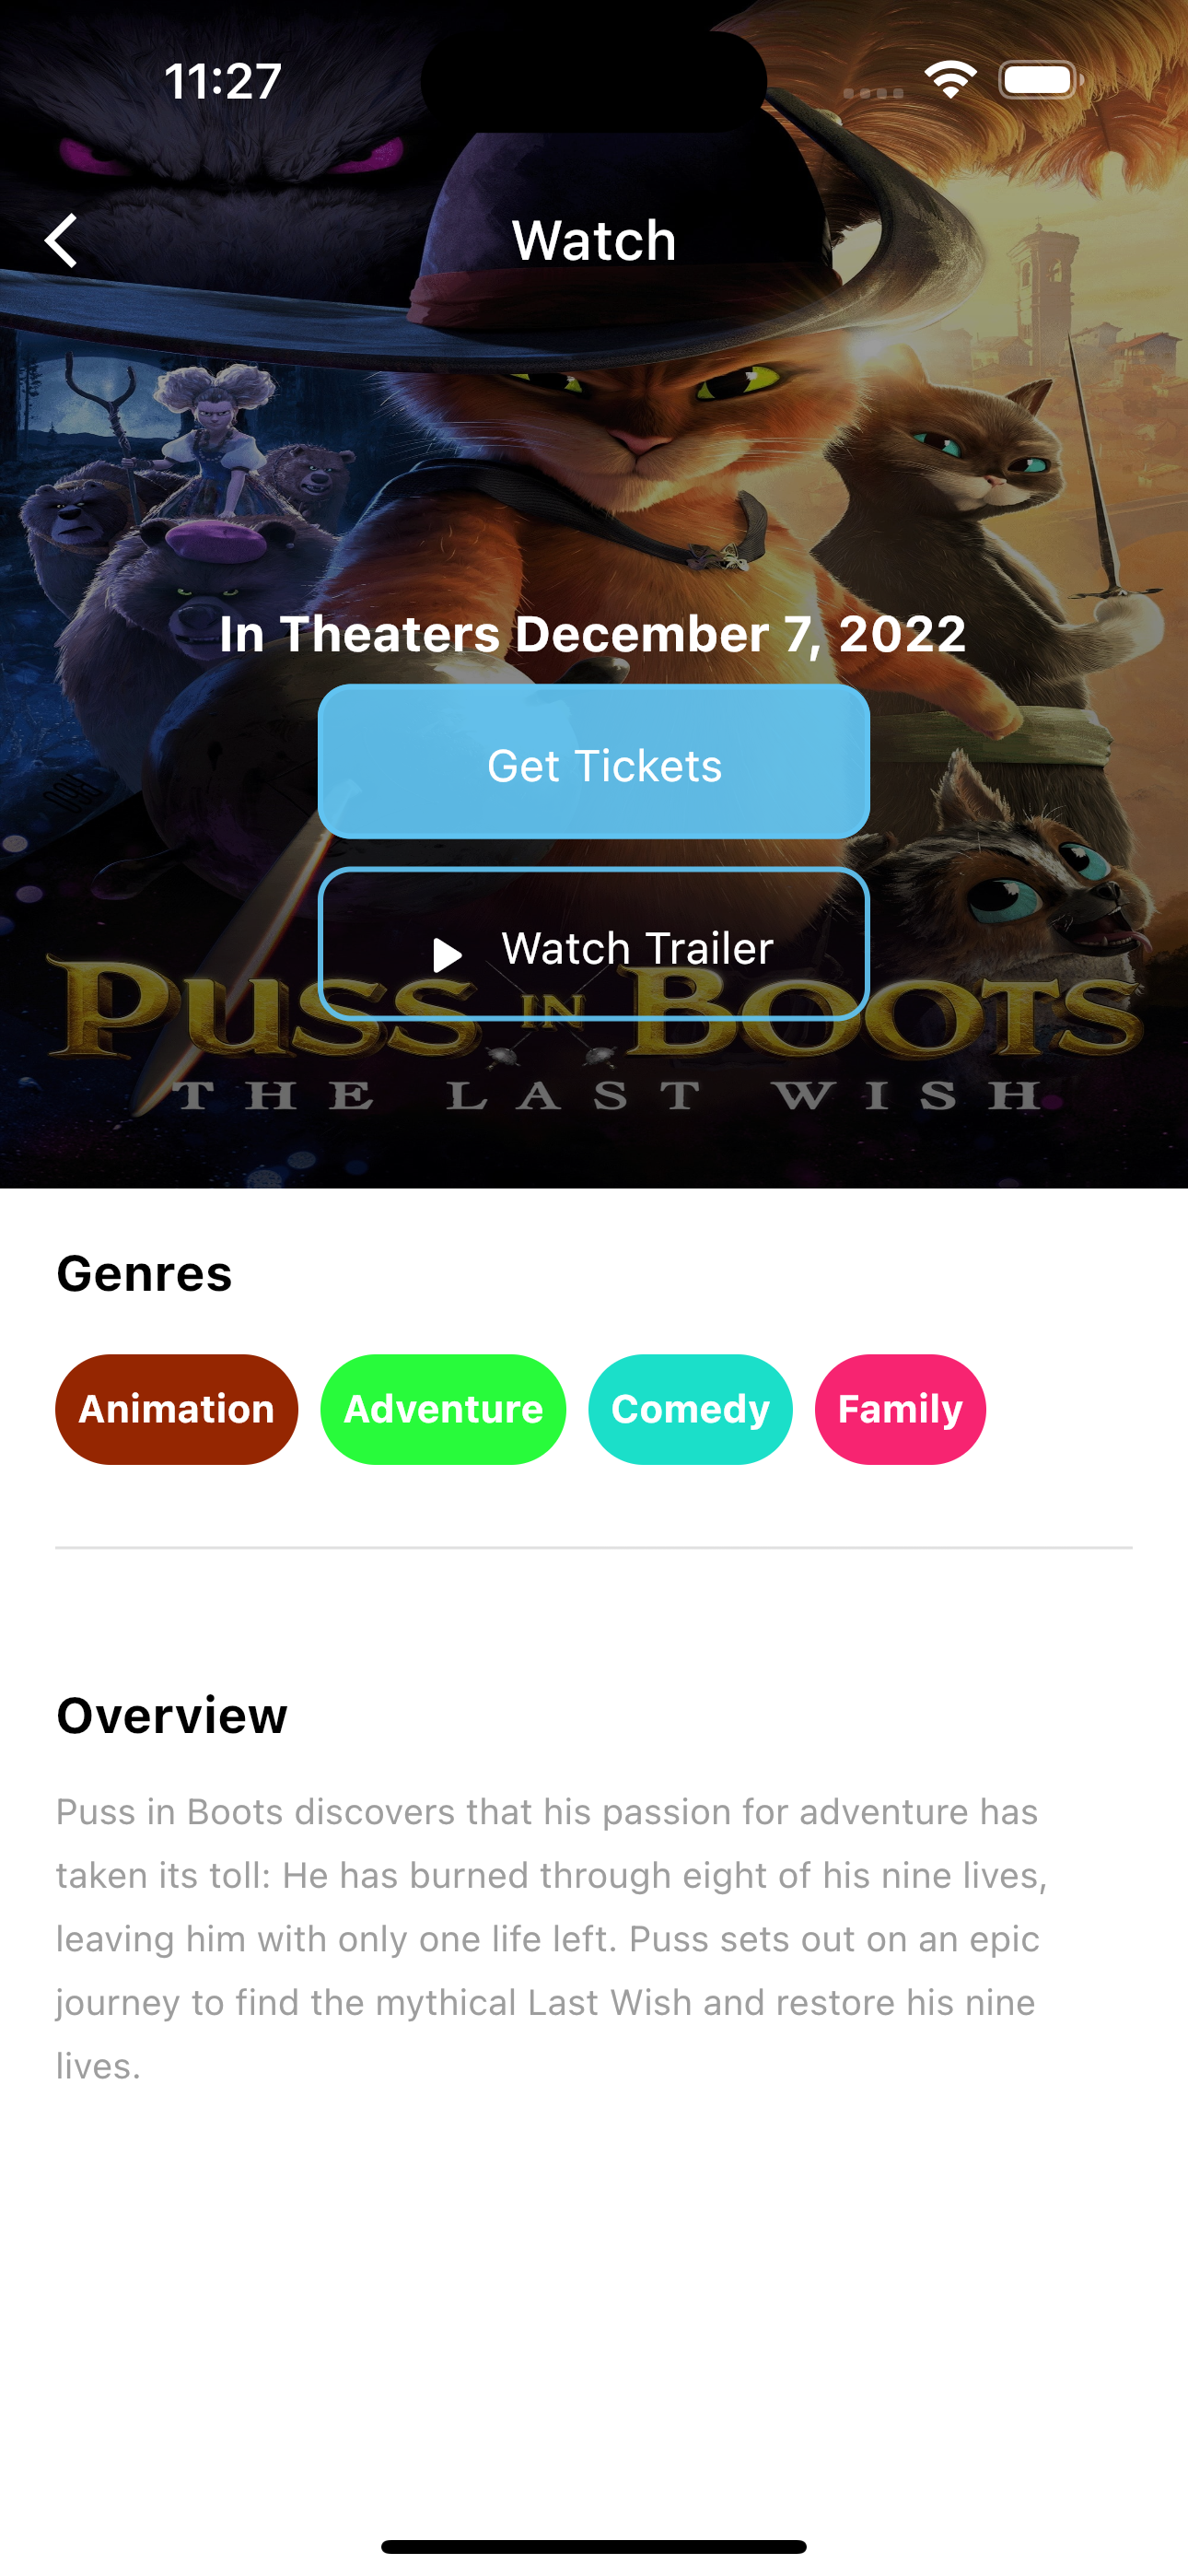 11:27
Watch
In Theaters December 7, 2022
Get Tickets
Watch Trailer
PUSS IN BOOTS
THE LAST WISH
Genres
Animation Adventure Comedy Family
Overview
Puss in Boots discovers that his passion for adventure has
taken its toll: He has burned through eight of his nine lives,
leaving him with only one life left. Puss sets out on an epic
journey to find the mythical Last Wish and restore his nine
lives.